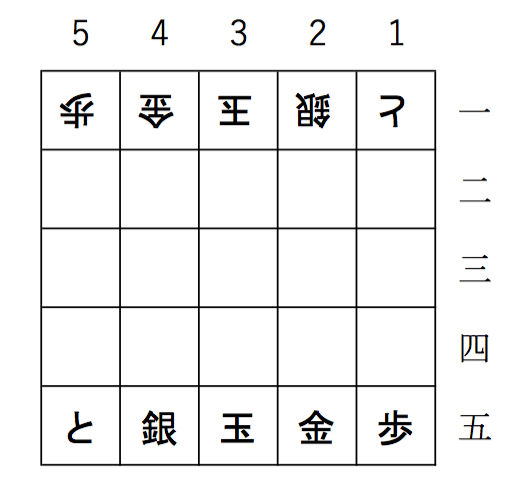 5 4 3 2 1
歩 金 玉 銀 と 一
二
三
四
と 銀 玉 金 歩 五